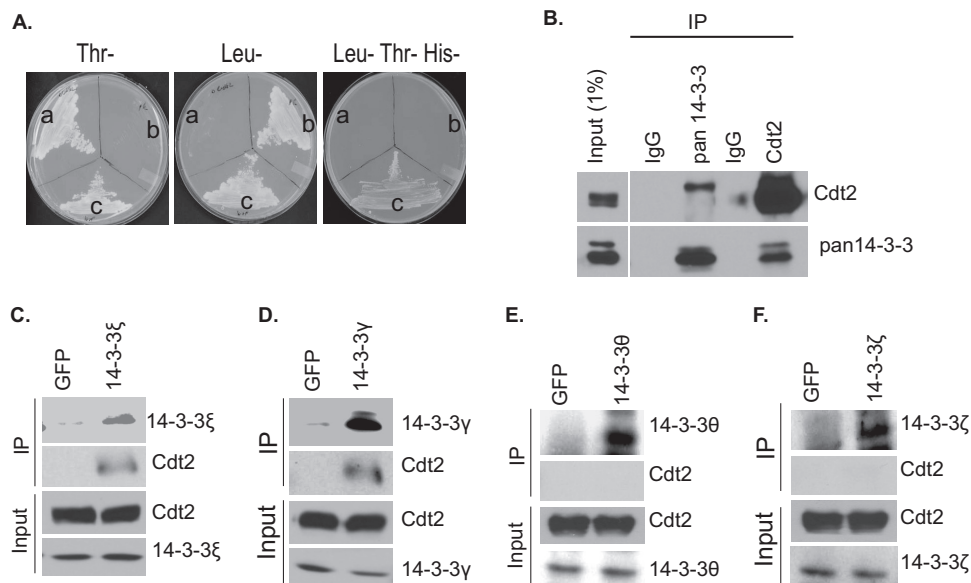 A.
Thr-
Leu-
Leu- Thr- His-
a
b
c
a
b
c
a
b
c
B.
IP
Input (1%)
IgG
pan 14-3-3
IgG
Cdt2
Cdt2
pan14-3-3
C.
GFP
14-3-3ξ
IP
14-3-3ξ
Cdt2
Input
Cdt2
14-3-3ξ
D.
GFP
14-3-3γ
IP
14-3-3γ
Cdt2
Input
Cdt2
14-3-3γ
E.
GFP
14-3-3θ
IP
14-3-3θ
Cdt2
Input
Cdt2
14-3-3θ
F.
GFP
14-3-3ζ
IP
14-3-3ζ
Cdt2
Input
Cdt2
14-3-3ζ